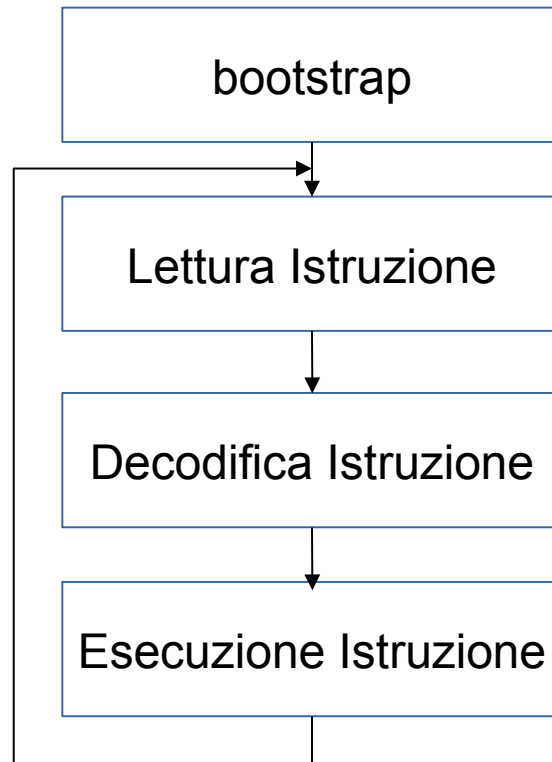 bootstrap
Lettura Istruzione
Decodifica Istruzione
Esecuzione Istruzione